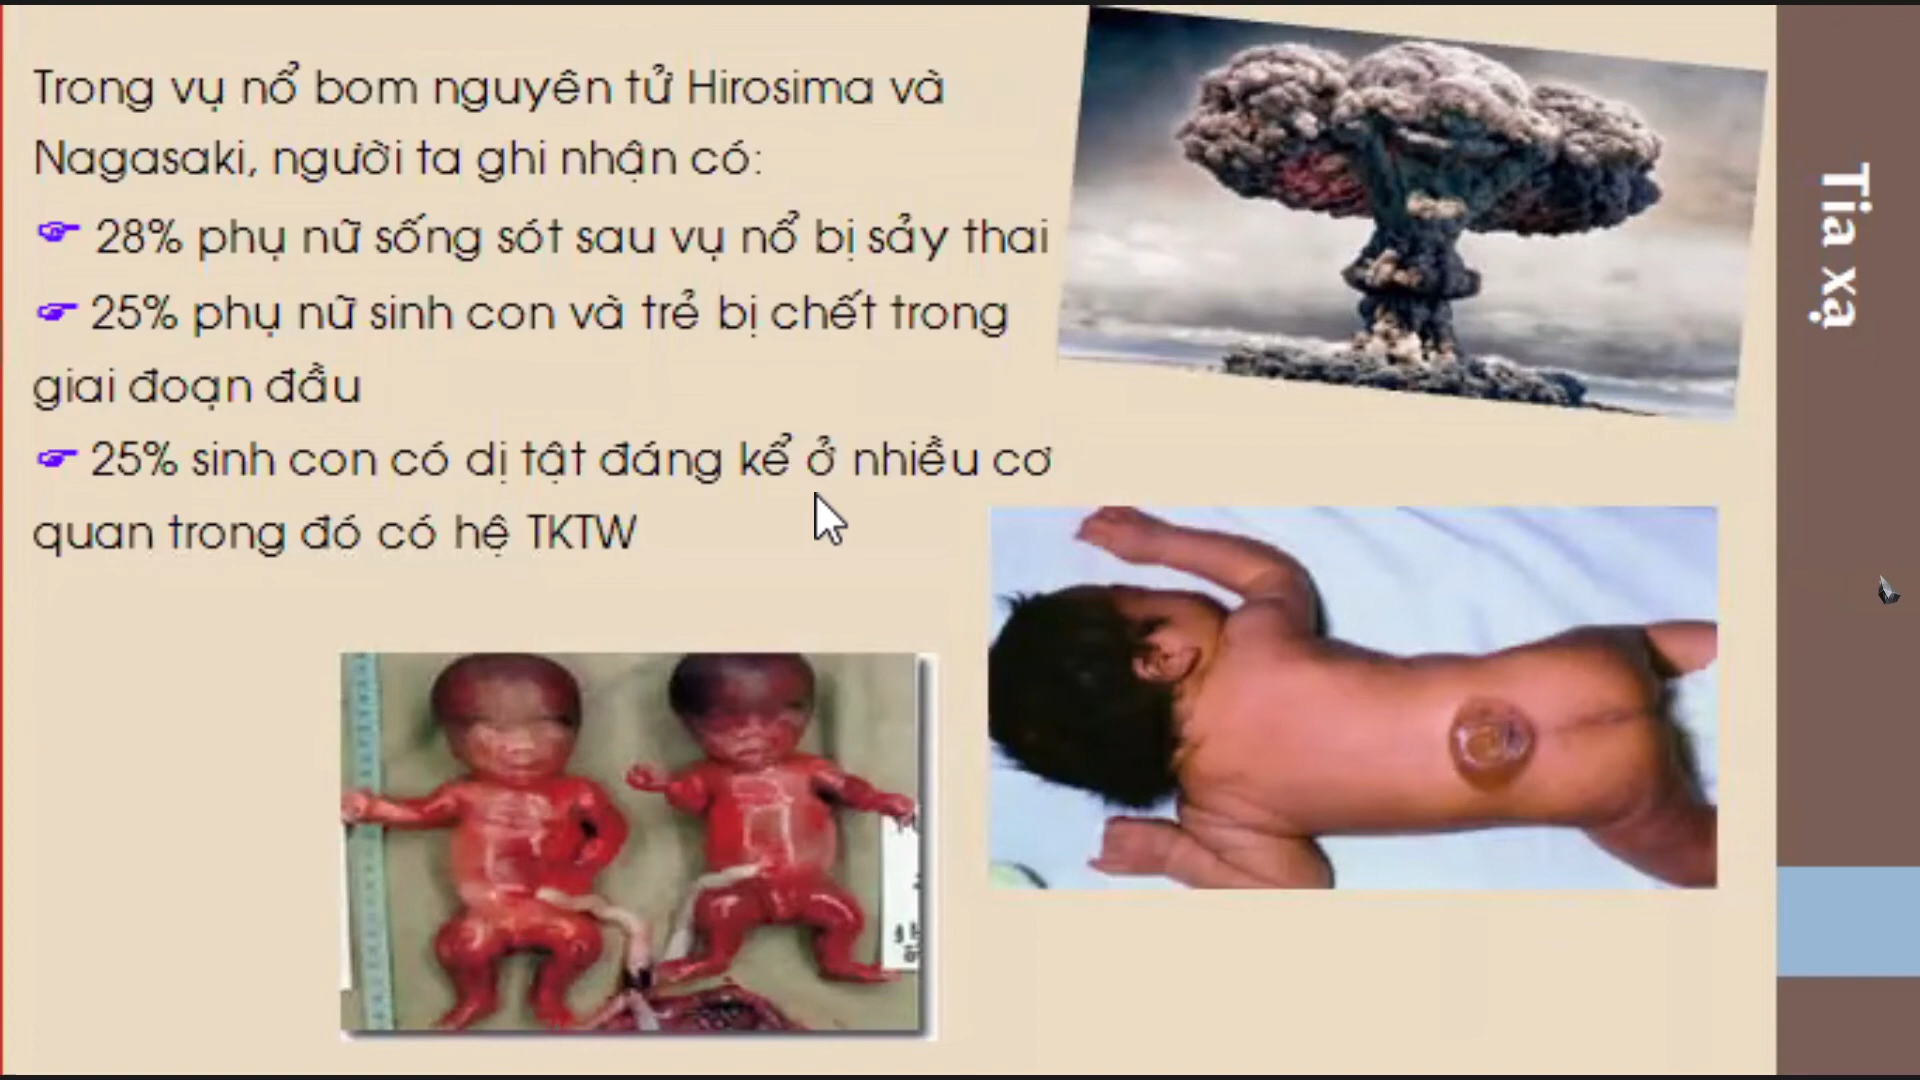 Trong vụ nổ bom nguyên tử Hirosima và
Nagasaki, người ta ghi nhận có:
☞ 28% phụ nữ sống sót sau vụ nổ bị sảy thai
☞ 25% phụ nữ sinh con và trẻ bị chết trong
giai đoạn đầu
☞ 25% sinh con có dị tật đáng kể ở nhiều cơ
quan trong đó có hệ TKTW
Tia xạ